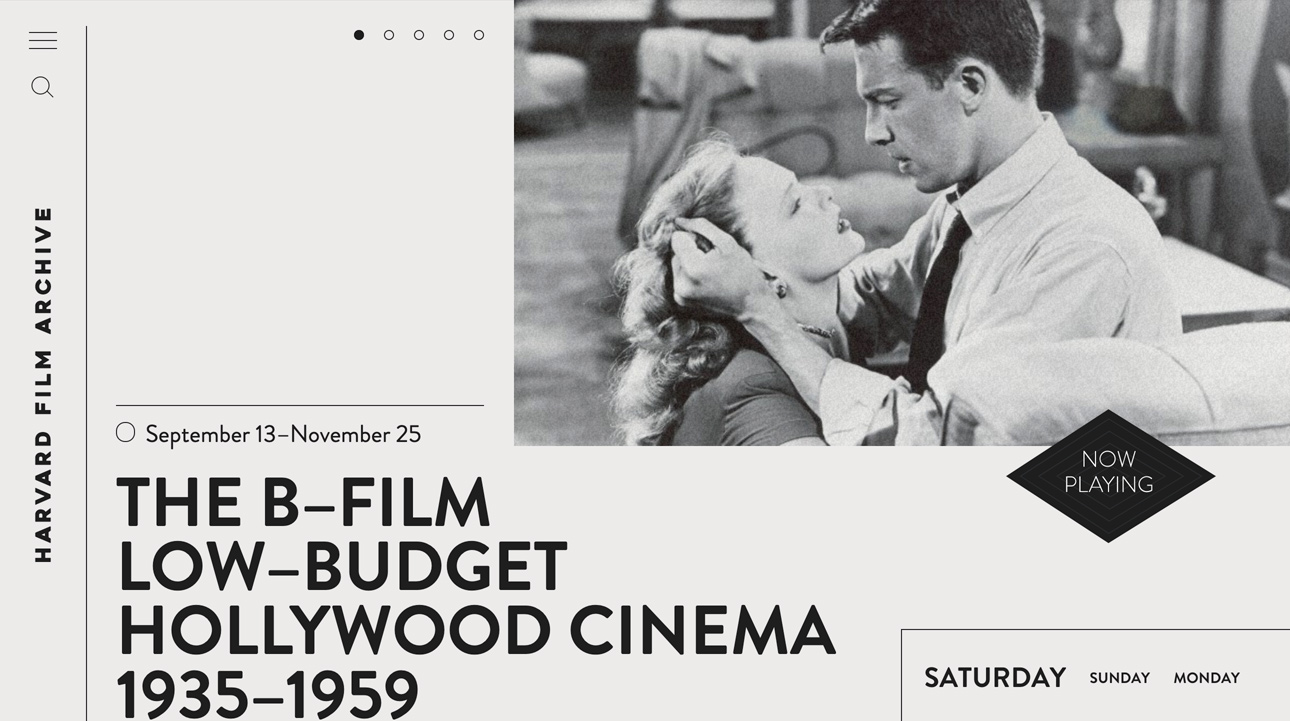 HARVARD FILM ARCHIVE
September 13–November 25
THE B–FILM
LOW–BUDGET
HOLLYWOOD CINEMA
1935–1959
NOW
PLAYING
SATURDAY SUNDAY MONDAY